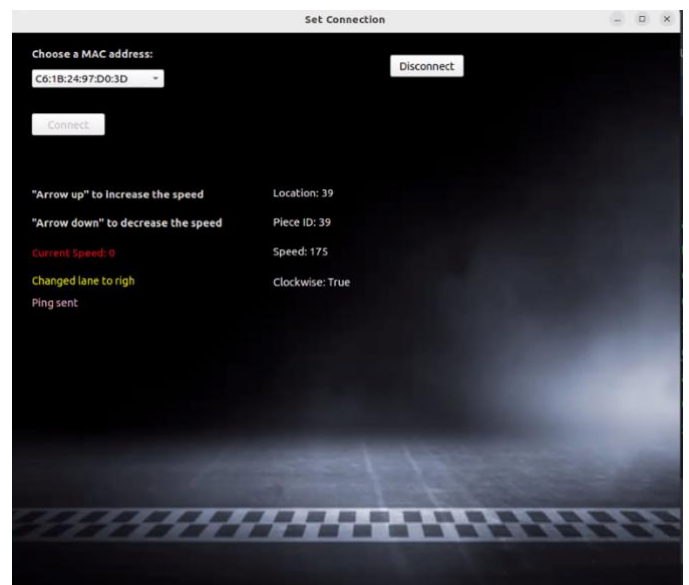 Set Connection
Choose a MAC address:
C6:1B:24:97:D0:3D
Disconnect
Connect
"Arrow up" to increase the speed
Location: 39
"Arrow down" to decrease the speed
Piece ID: 39
Current Speed: 0
Speed: 175
Changed lane to righ
Clockwise: True
Ping sent